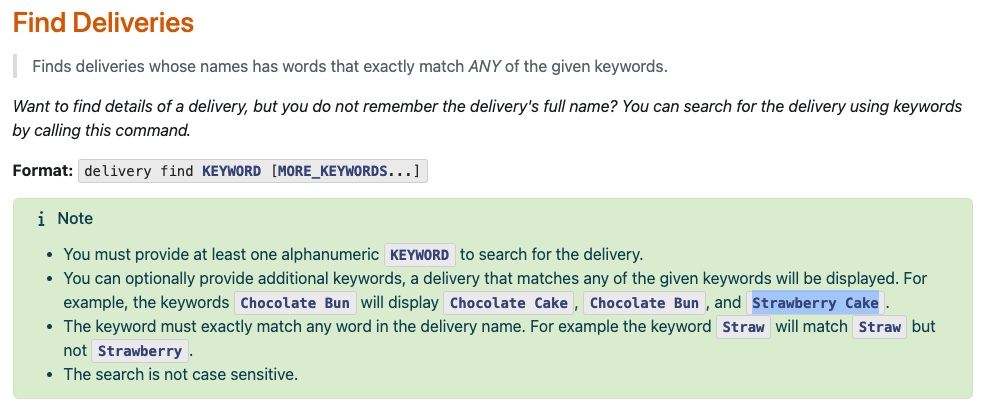 Find Deliveries
Finds deliveries whose names has words that exactly match ANY of the given keywords.
Want to find details of a delivery, but you do not remember the delivery's full name? You can search for the delivery using keywords
by calling this command.
Format: delivery find KEYWORD [MORE_KEYWORDS...]
i Note
• You must provide at least one alphanumeric KEYWORD to search for the delivery.
• You can optionally provide additional keywords, a delivery that matches any of the given keywords will be displayed. For
example, the keywords Chocolate Bun will display Chocolate Cake, Chocolate Bun, and Strawberry Cake.
• The keyword must exactly match any word in the delivery name. For example the keyword Straw will match Straw but
not Strawberry.
• The search is not case sensitive.